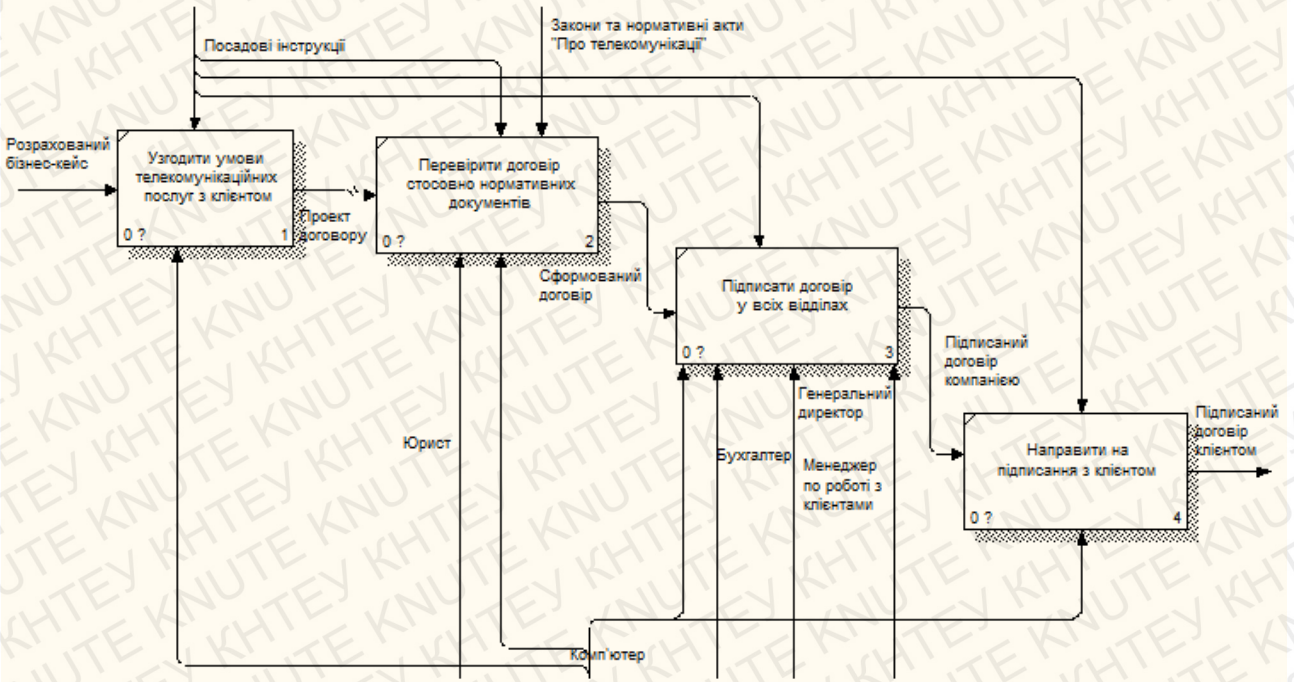 Посадові інструкції
Закони та нормативні акти
"Про телекомунікації"
Розрахований
бізнес-кейс
Узгодити умови
телекомунікаційних
послуг з клієнтом
0 ?
1
Проект
договору
Перевірити договір
стосовно нормативних
документів
0 ?
2
Сформований
договір
Підписати договір
у всіх відділах
0 ?
3
Підписаний
договір
компанією
Направити на
підписання з клієнтом
0 ?
4
Підписаний
договір
клієнтом
Юрист
Бухгалтер
Генеральний
директор
Менеджер
по роботі з
клієнтами
Комп'ютер
KNUTE КНТЕУ